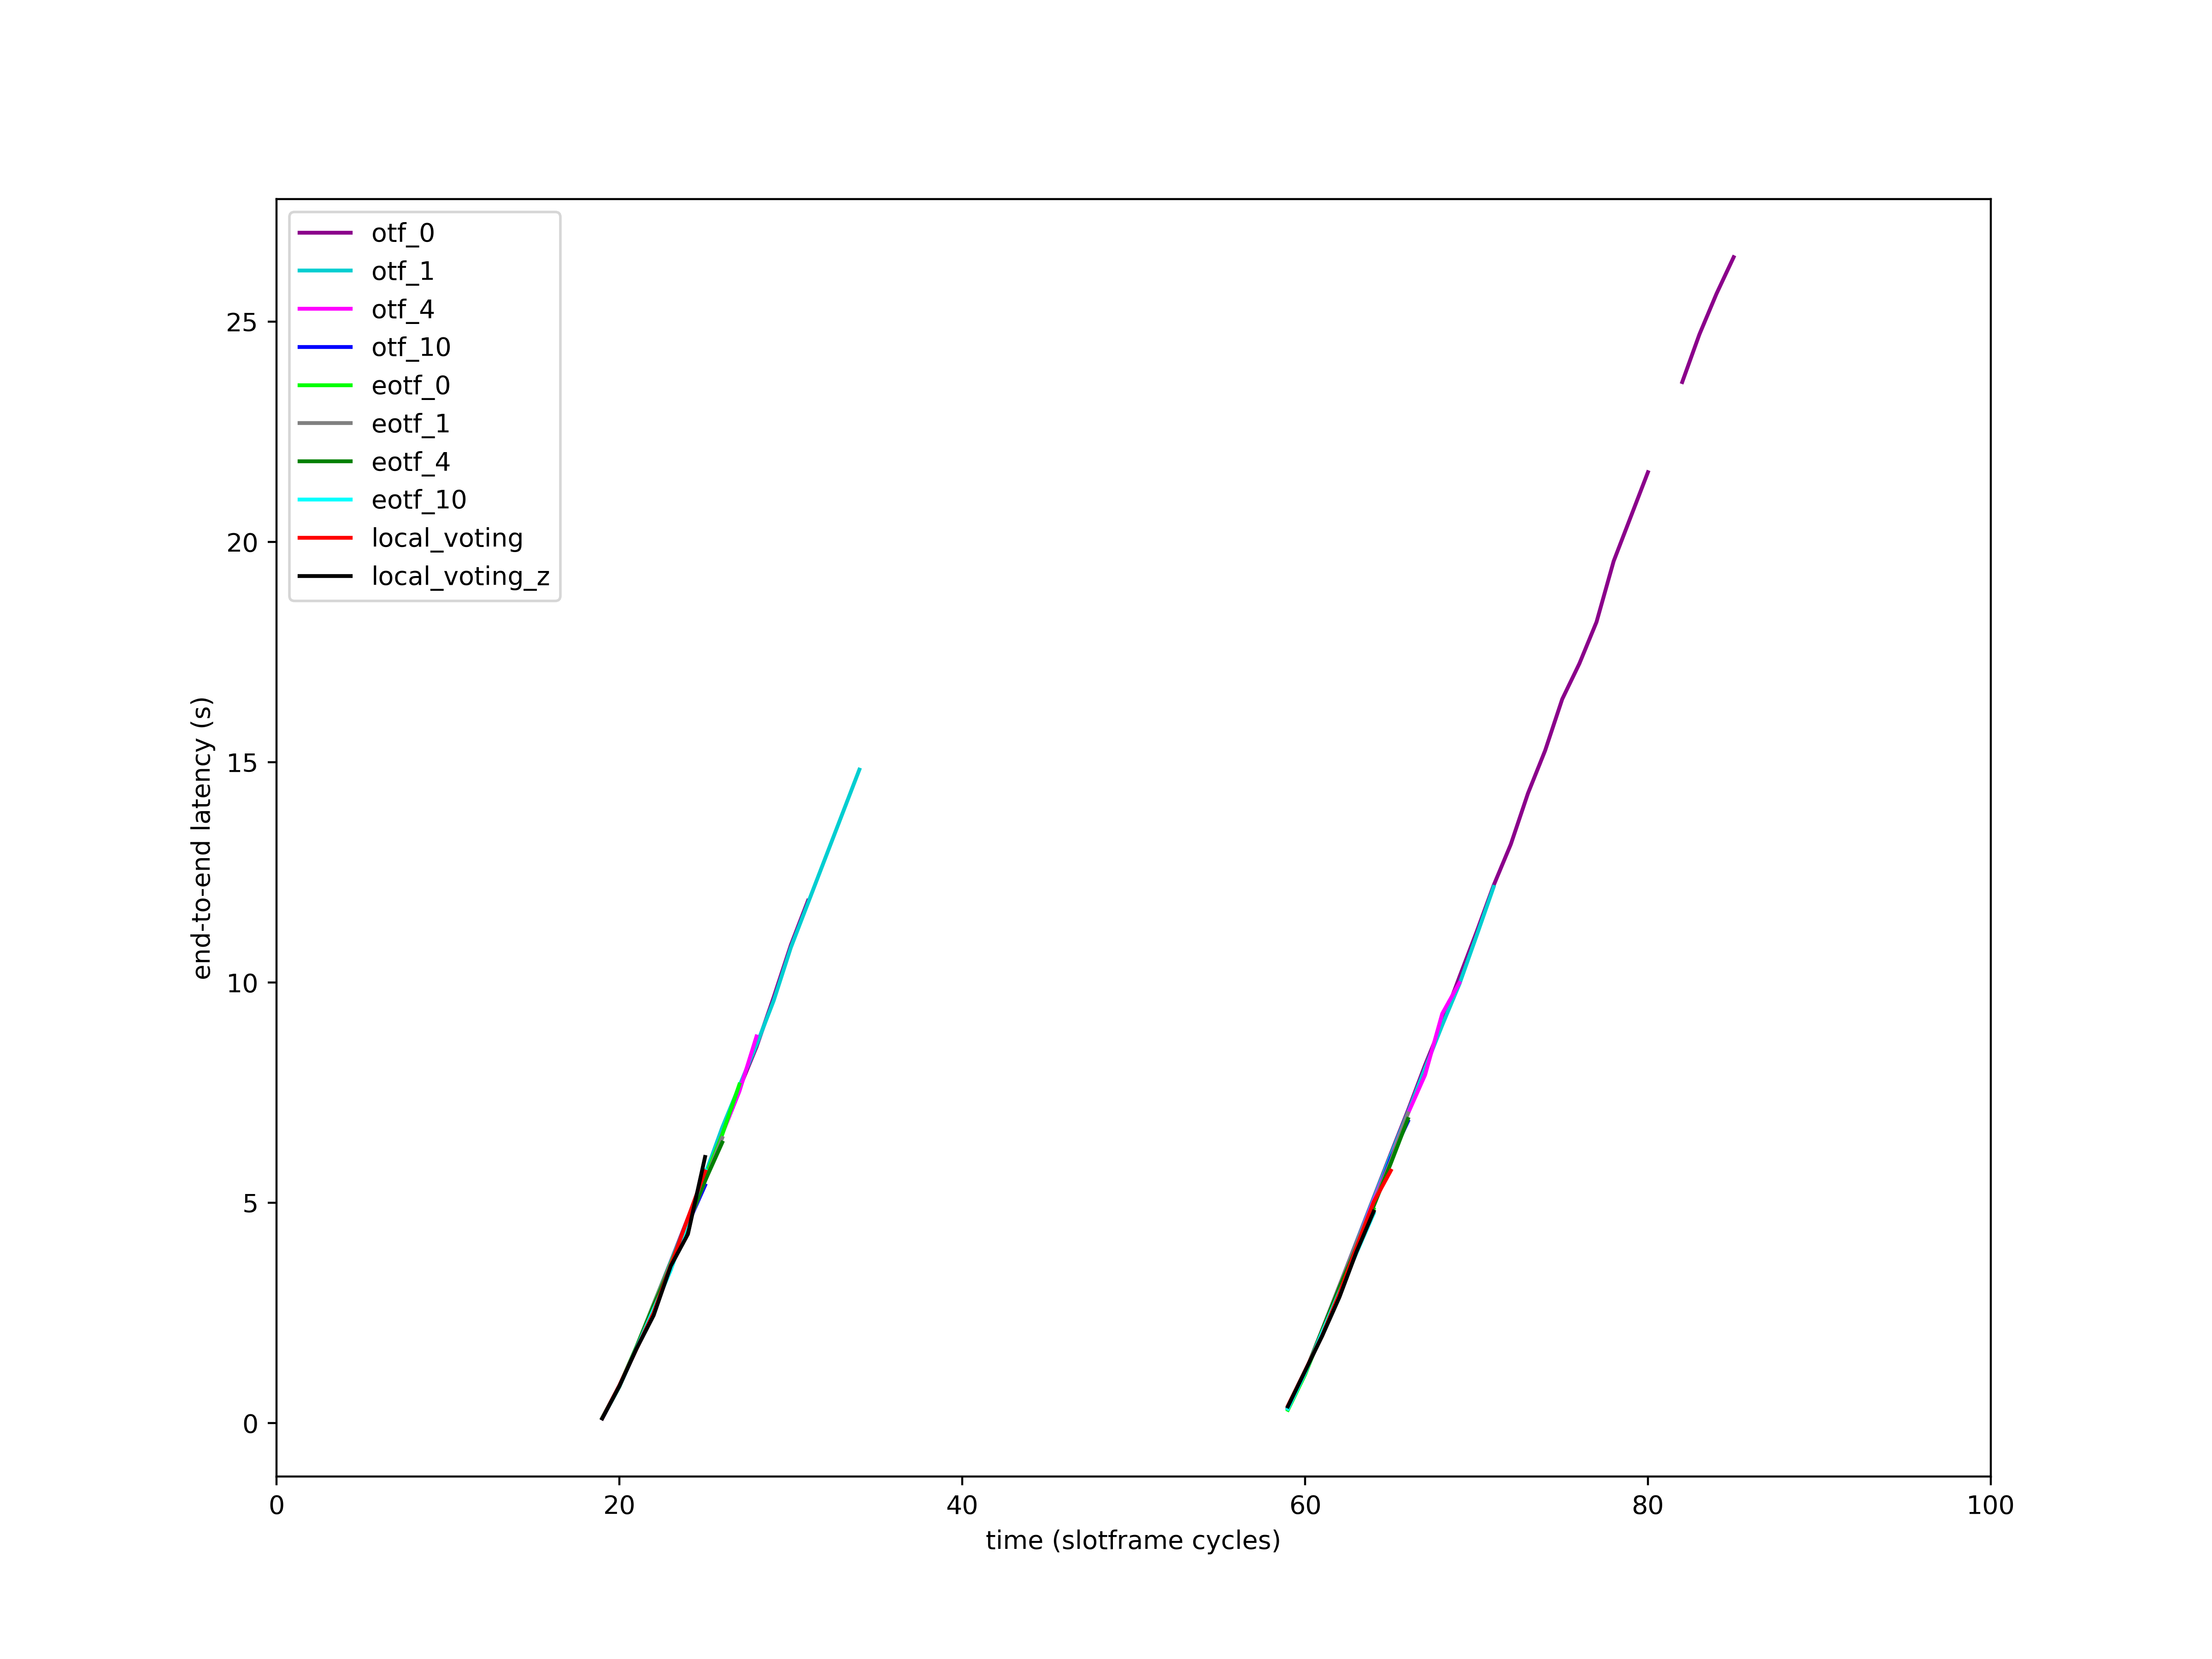 otf_0
otf_1
otf_4
otf_10
eotf_0
eotf_1
eotf_4
eotf_10
local_voting
local_voting_z
end-to-end latency (s)
25
20
15
10
5
0
0 20 40 60 80 100
time (slotframe cycles)